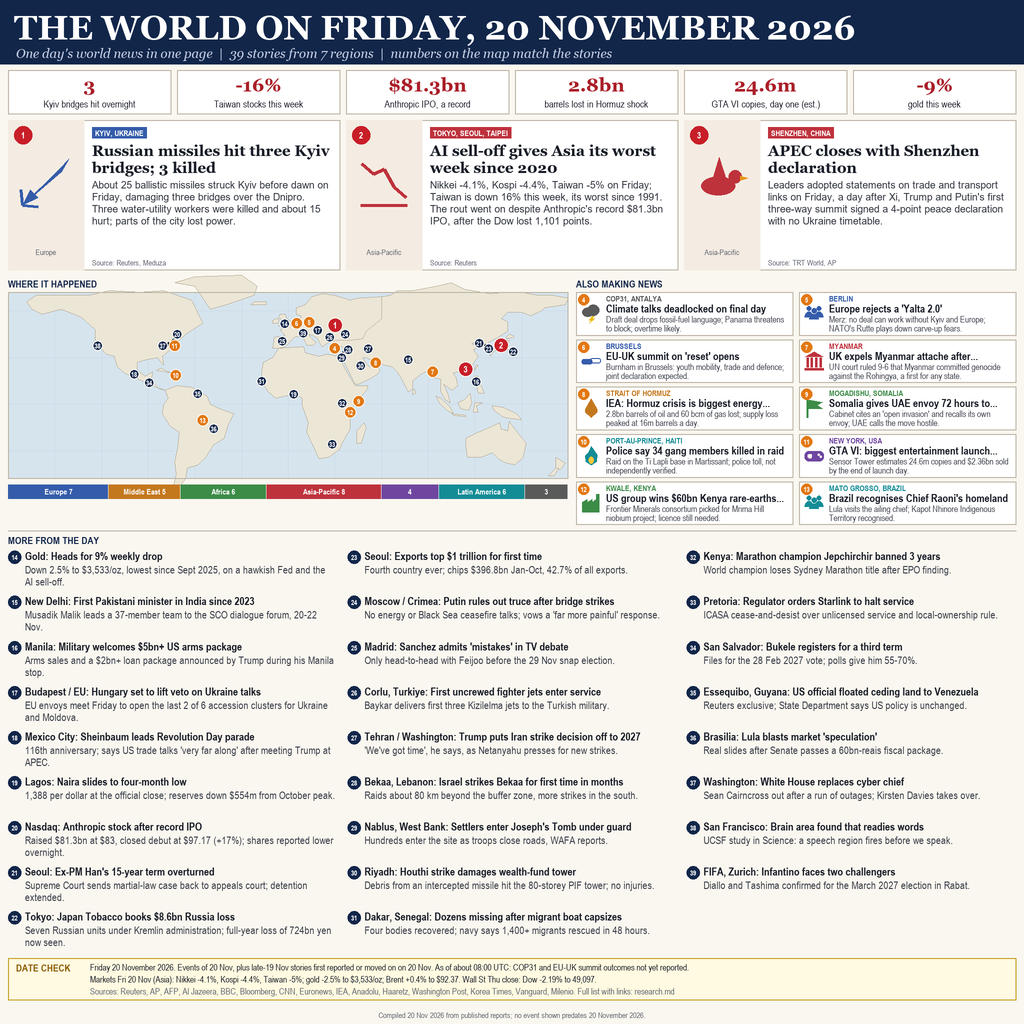 THE WORLD ON FRIDAY, 20 NOVEMBER 2026
One day's world news in one page | 39 stories from 7 regions | numbers on the map match the stories
3
Kyiv bridges hit overnight
-16%
Taiwan stocks this week
$81.3bn
Anthropic IPO, a record
2.8bn
barrels lost in Hormuz shock
24.6m
GTA VI copies, day one (est.)
-9%
gold this week
1
Europe
KYIV, UKRAINE
Russian missiles hit three Kyiv
bridges; 3 killed
About 25 ballistic missiles struck Kyiv before dawn on
Friday, damaging three bridges over the Dnipro.
Three water-utility workers were killed and about 15
hurt; parts of the city lost power.
Source: Reuters, Meduza
2
Asia-Pacific
TOKYO, SEOUL, TAIPEI
AI sell-off gives Asia its worst
week since 2020
Nikkei -4.1%, Kospi -4.4%, Taiwan -5% on Friday;
Taiwan is down 16% this week, its worst since 1991.
The rout went on despite Anthropic's record $81.3bn
IPO, after the Dow lost 1,101 points.
Source: Reuters
3
Asia-Pacific
SHENZHEN, CHINA
APEC closes with Shenzhen
declaration
Leaders adopted statements on trade and transport
links on Friday, a day after Xi, Trump and Putin's first
three-way summit signed a 4-point peace declaration
with no Ukraine timetable.
Source: TRT World, AP
WHERE IT HAPPENED
Europe 7
Middle East 5
Africa 6
Asia-Pacific 8
4
Latin America 6
3
ALSO MAKING NEWS
4
COP31, ANTALYA
Climate talks deadlocked on final day
Draft deal drops fossil-fuel language; Panama threatens
to block; overtime likely.
5
BERLIN
Europe rejects a 'Yalta 2.0'
Merz: no deal can work without Kyiv and Europe;
NATO's Rutte plays down carve-up fears.
6
BRUSSELS
EU-UK summit on 'reset' opens
Burnham in Brussels: youth mobility, trade and defence;
joint declaration expected.
7
MYANMAR
UK expels Myanmar attache after...
UN court ruled 9-6 that Myanmar committed genocide
against the Rohingya, a first for any state.
8
STRAIT OF HORMUZ
IEA: Hormuz crisis is biggest energy...
2.8bn barrels of oil and 60 bcm of gas lost; supply loss
peaked at 16m barrels a day.
9
MOGADISHU, SOMALIA
Somalia gives UAE envoy 72 hours to...
Cabinet cites an 'open invasion' and recalls its own
envoy; UAE calls the move hostile.
10
PORT-AU-PRINCE, HAITI
Police say 34 gang members killed in raid
Raid on the Ti Lapli base in Martissant; police toll, not
independently verified.
11
NEW YORK, USA
GTA VI: biggest entertainment launch...
Sensor Tower estimates 24.6m copies and $2.36bn sold
by the end of launch day.
12
KWALE, KENYA
US group wins $60bn Kenya rare-earths...
Frontier Minerals consortium picked for Mrima Hill
niobium project; licence still needed.
13
MATO GROSSO, BRAZIL
Brazil recognises Chief Raoni's homeland
Lula visits the ailing chief; Kapot Nhinore Indigenous
Territory recognised.
MORE FROM THE DAY
14 Gold: Heads for 9% weekly drop
Down 2.5% to $3,533/oz, lowest since Sept 2025, on a hawkish Fed and the
AI sell-off.
15 New Delhi: First Pakistani minister in India since 2023
Musadik Malik leads a 37-member team to the SCO dialogue forum, 20-22
Nov.
16 Manila: Military welcomes $5bn+ US arms package
Arms sales and a $2bn+ loan package announced by Trump during his Manila
stop.
17 Budapest / EU: Hungary set to lift veto on Ukraine talks
EU envoys meet Friday to open the last 2 of 6 accession clusters for Ukraine
and Moldova.
18 Mexico City: Sheinbaum leads Revolution Day parade
116th anniversary; says US trade talks 'very far along' after meeting Trump at
APEC.
19 Lagos: Naira slides to four-month low
1,388 per dollar at the official close; reserves down $554m from October peak.
20 Nasdaq: Anthropic stock after record IPO
Raised $81.3bn at $83, closed debut at $97.17 (+17%); shares reported lower
overnight.
21 Seoul: Ex-PM Han's 15-year term overturned
Supreme Court sends martial-law case back to appeals court; detention
extended.
22 Tokyo: Japan Tobacco books $8.6bn Russia loss
Seven Russian units under Kremlin administration; full-year loss of 724bn yen
now seen.
23 Seoul: Exports top $1 trillion for first time
Fourth country ever; chips $396.8bn Jan-Oct, 42.7% of all exports.
24 Moscow / Crimea: Putin rules out truce after bridge strikes
No energy or Black Sea ceasefire talks; vows a 'far more painful' response.
25 Madrid: Sanchez admits 'mistakes' in TV debate
Only head-to-head with Feijoo before the 29 Nov snap election.
26 Corlu, Turkiye: First uncrewed fighter jets enter service
Baykar delivers first three Kizilelma jets to the Turkish military.
27 Tehran / Washington: Trump puts Iran strike decision off to 2027
'We've got time', he says, as Netanyahu presses for new strikes.
28 Bekaa, Lebanon: Israel strikes Bekaa for first time in months
Raids about 80 km beyond the buffer zone, more strikes in the south.
29 Nablus, West Bank: Settlers enter Joseph's Tomb under guard
Hundreds enter the site as troops close roads, WAFA reports.
30 Riyadh: Houthi strike damages wealth-fund tower
Debris from an intercepted missile hit the 80-storey PIF tower; no injuries.
31 Dakar, Senegal: Dozens missing after migrant boat capsizes
Four bodies recovered; navy says 1,400+ migrants rescued in 48 hours.
32 Kenya: Marathon champion Jepchirchir banned 3 years
World champion loses Sydney Marathon title after EPO finding.
33 Pretoria: Regulator orders Starlink to halt service
ICASA cease-and-desist over unlicensed service and local-ownership rule.
34 San Salvador: Bukele registers for a third term
Files for the 28 Feb 2027 vote; polls give him 55-70%.
35 Essequibo, Guyana: US official floated ceding land to Venezuela
Reuters exclusive; State Department says US policy is unchanged.
36 Brasilia: Lula blasts market 'speculation'
Real slides after Senate passes a 60bn-reais fiscal package.
37 Washington: White House replaces cyber chief
Sean Cairncross out after a run of outages; Kirsten Davies takes over.
38 San Francisco: Brain area found that readies words
UCSF study in Science: a speech region fires before we speak.
39 FIFA, Zurich: Infantino faces two challengers
Diallo and Tashima confirmed for the March 2027 election in Rabat.
DATE CHECK
Friday 20 November 2026. Events of 20 Nov, plus late-19 Nov stories first reported or moved on on 20 Nov. As of about 08:00 UTC: COP31 and EU-UK summit outcomes not yet reported.
Markets Fri 20 Nov (Asia): Nikkei -4.1%, Kospi -4.4%, Taiwan -5%; gold -2.5% to $3,533/oz; Brent +0.4% to $92.37. Wall St Thu close: Dow -2.19% to 49,097.
Sources: Reuters, AP, AFP, Al Jazeera, BBC, Bloomberg, CNN, Euronews, IEA, Anadolu, Haaretz, Washington Post, Korea Times, Vanguard, Milenio. Full list with links: research.md
Compiled 20 Nov 2026 from published reports; no event shown predates 20 November 2026.